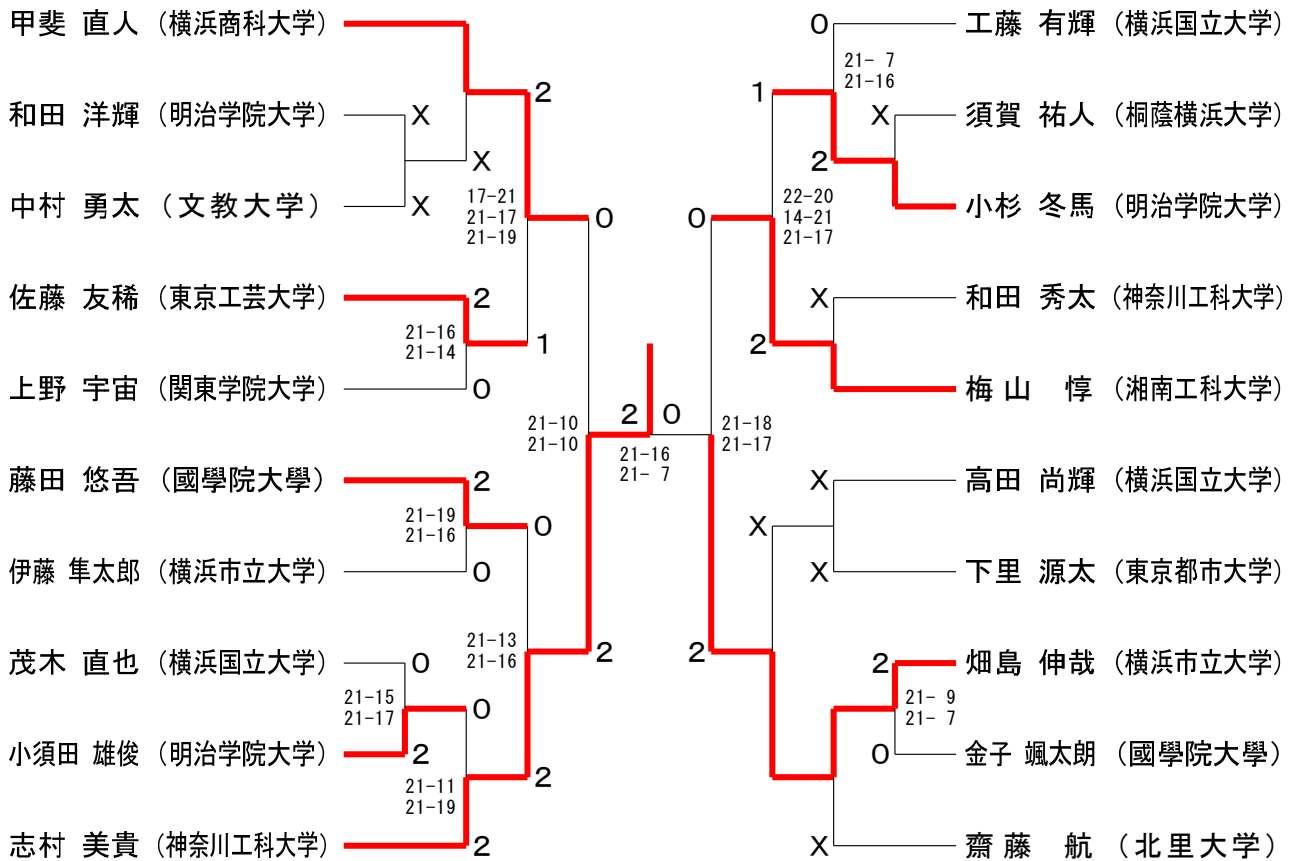 甲斐 直人 (横浜商科大学)
和田 洋輝 (明治学院大学)
中村 勇太 (文教大学)
佐藤 友稀 (東京工芸大学)
上野 宇宙 (関東学院大学)
藤田 悠吾 (國學院大學)
伊藤 隼太郎 (横浜市立大学)
茂木 直也 (横浜国立大学)
小須田 雄俊 (明治学院大学)
志村 美貴 (神奈川工科大学)
X
X
X
2
21-16
21-14
0
2
21-19
21-16
0
0
21-15
21-17
2
0
21-11
21-19
2
2
17-21
21-17
21-19
1
0
21-13
21-16
2
0
21-10
21-10
2
2
0
21-16
21- 7
0
21-18
21-17
2
1
22-20
14-21
21-17
2
X
0
21- 7
21-16
2
X
X
X
X
2
21- 9
21- 7
0
X
工藤 有輝 (横浜国立大学)
須賀 祐人 (桐蔭横浜大学)
小杉 冬馬 (明治学院大学)
和田 秀太 (神奈川工科大学)
梅山 惇 (湘南工科大学)
高田 尚輝 (横浜国立大学)
下里 源太 (東京都市大学)
畑島 伸哉 (横浜市立大学)
金子 颯太朗 (國學院大學)
齋藤 航 (北里大学)